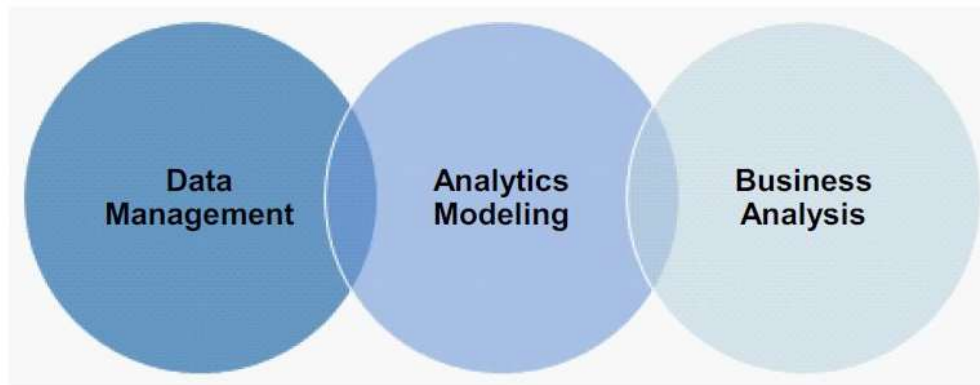 Data
Management
Analytics
Modeling
Business
Analysis